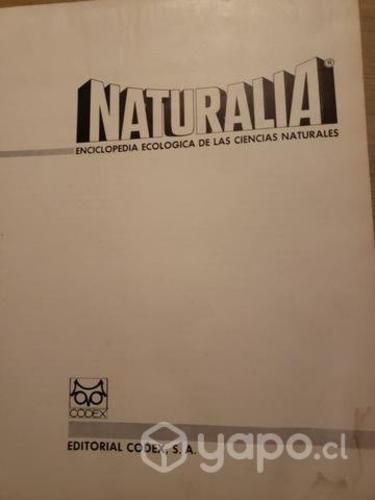 NATURALIA®
ENCICLOPEDIA ECOLOGICA DE LAS CIENCIAS NATURALES
CODEX
EDITORIAL CODEX, S. A.
yapo.cl